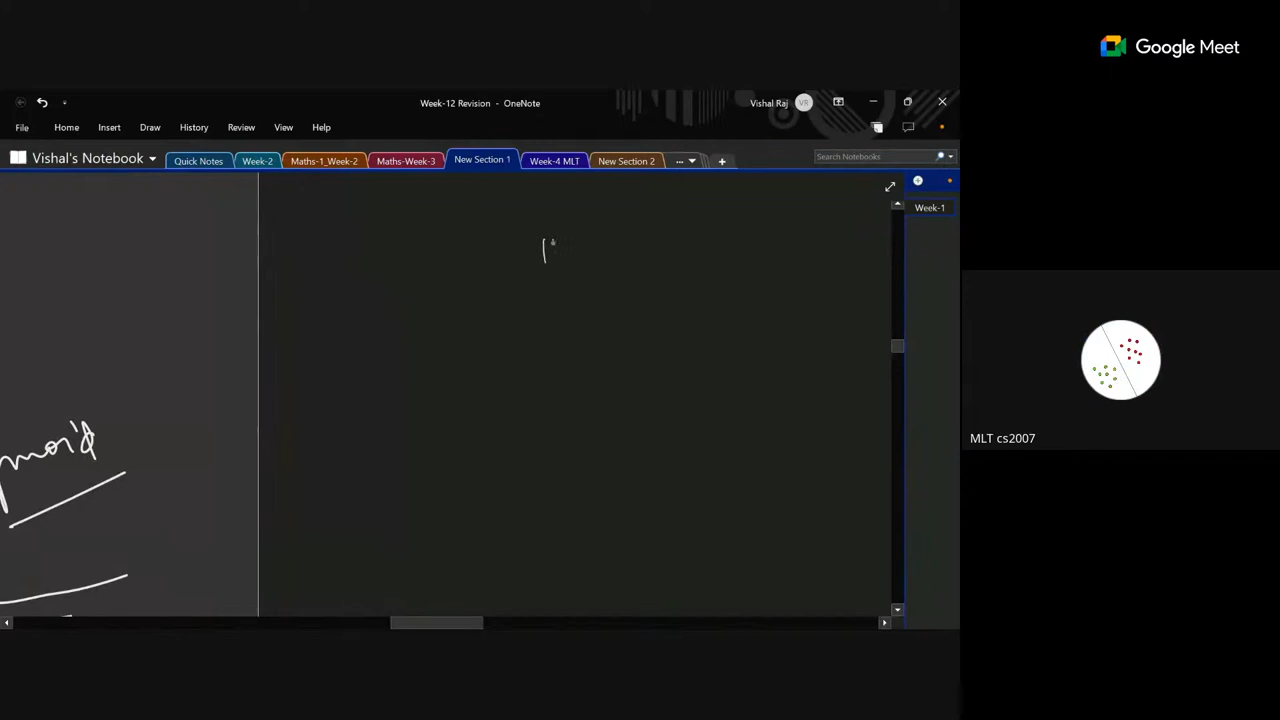 Google Meet
Week-12 Revision - OneNote
Vishal Raj
VR
File Home Insert Draw History Review View Help
Vishal's Notebook
Quick Notes Week-2 Maths-1_Week-2 Maths-Week-3 New Section 1 Week-4 MLT New Section 2 ... +
Search Notebooks
Week-1
MLT cs2007